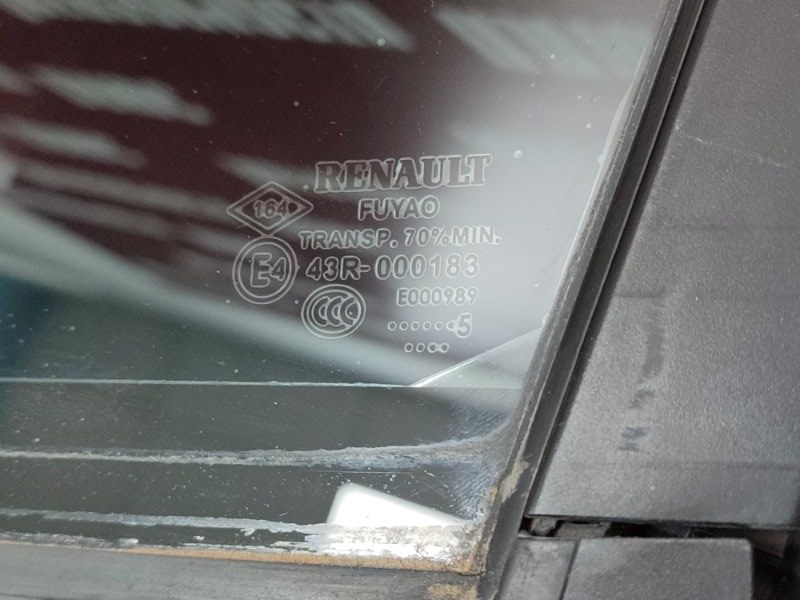 RENAULT
164
FUYAO
TRANSP. 70% MIN.
E4 43R-000183
E000989
CCC
......5
....